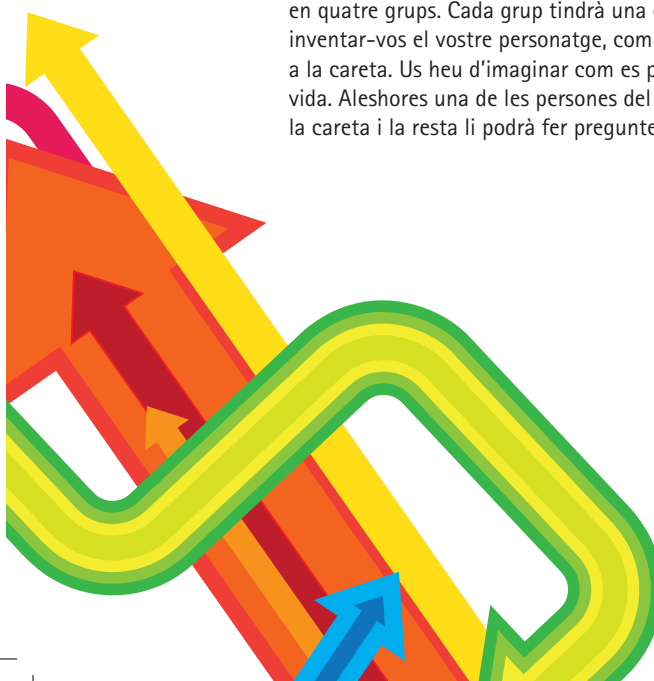 en quatre grups. Cada grup tindrà una
inventar-vos el vostre personatge, com
a la careta. Us heu d'imaginar com es
vida. Aleshores una de les persones del
la careta i la resta li podrà fer